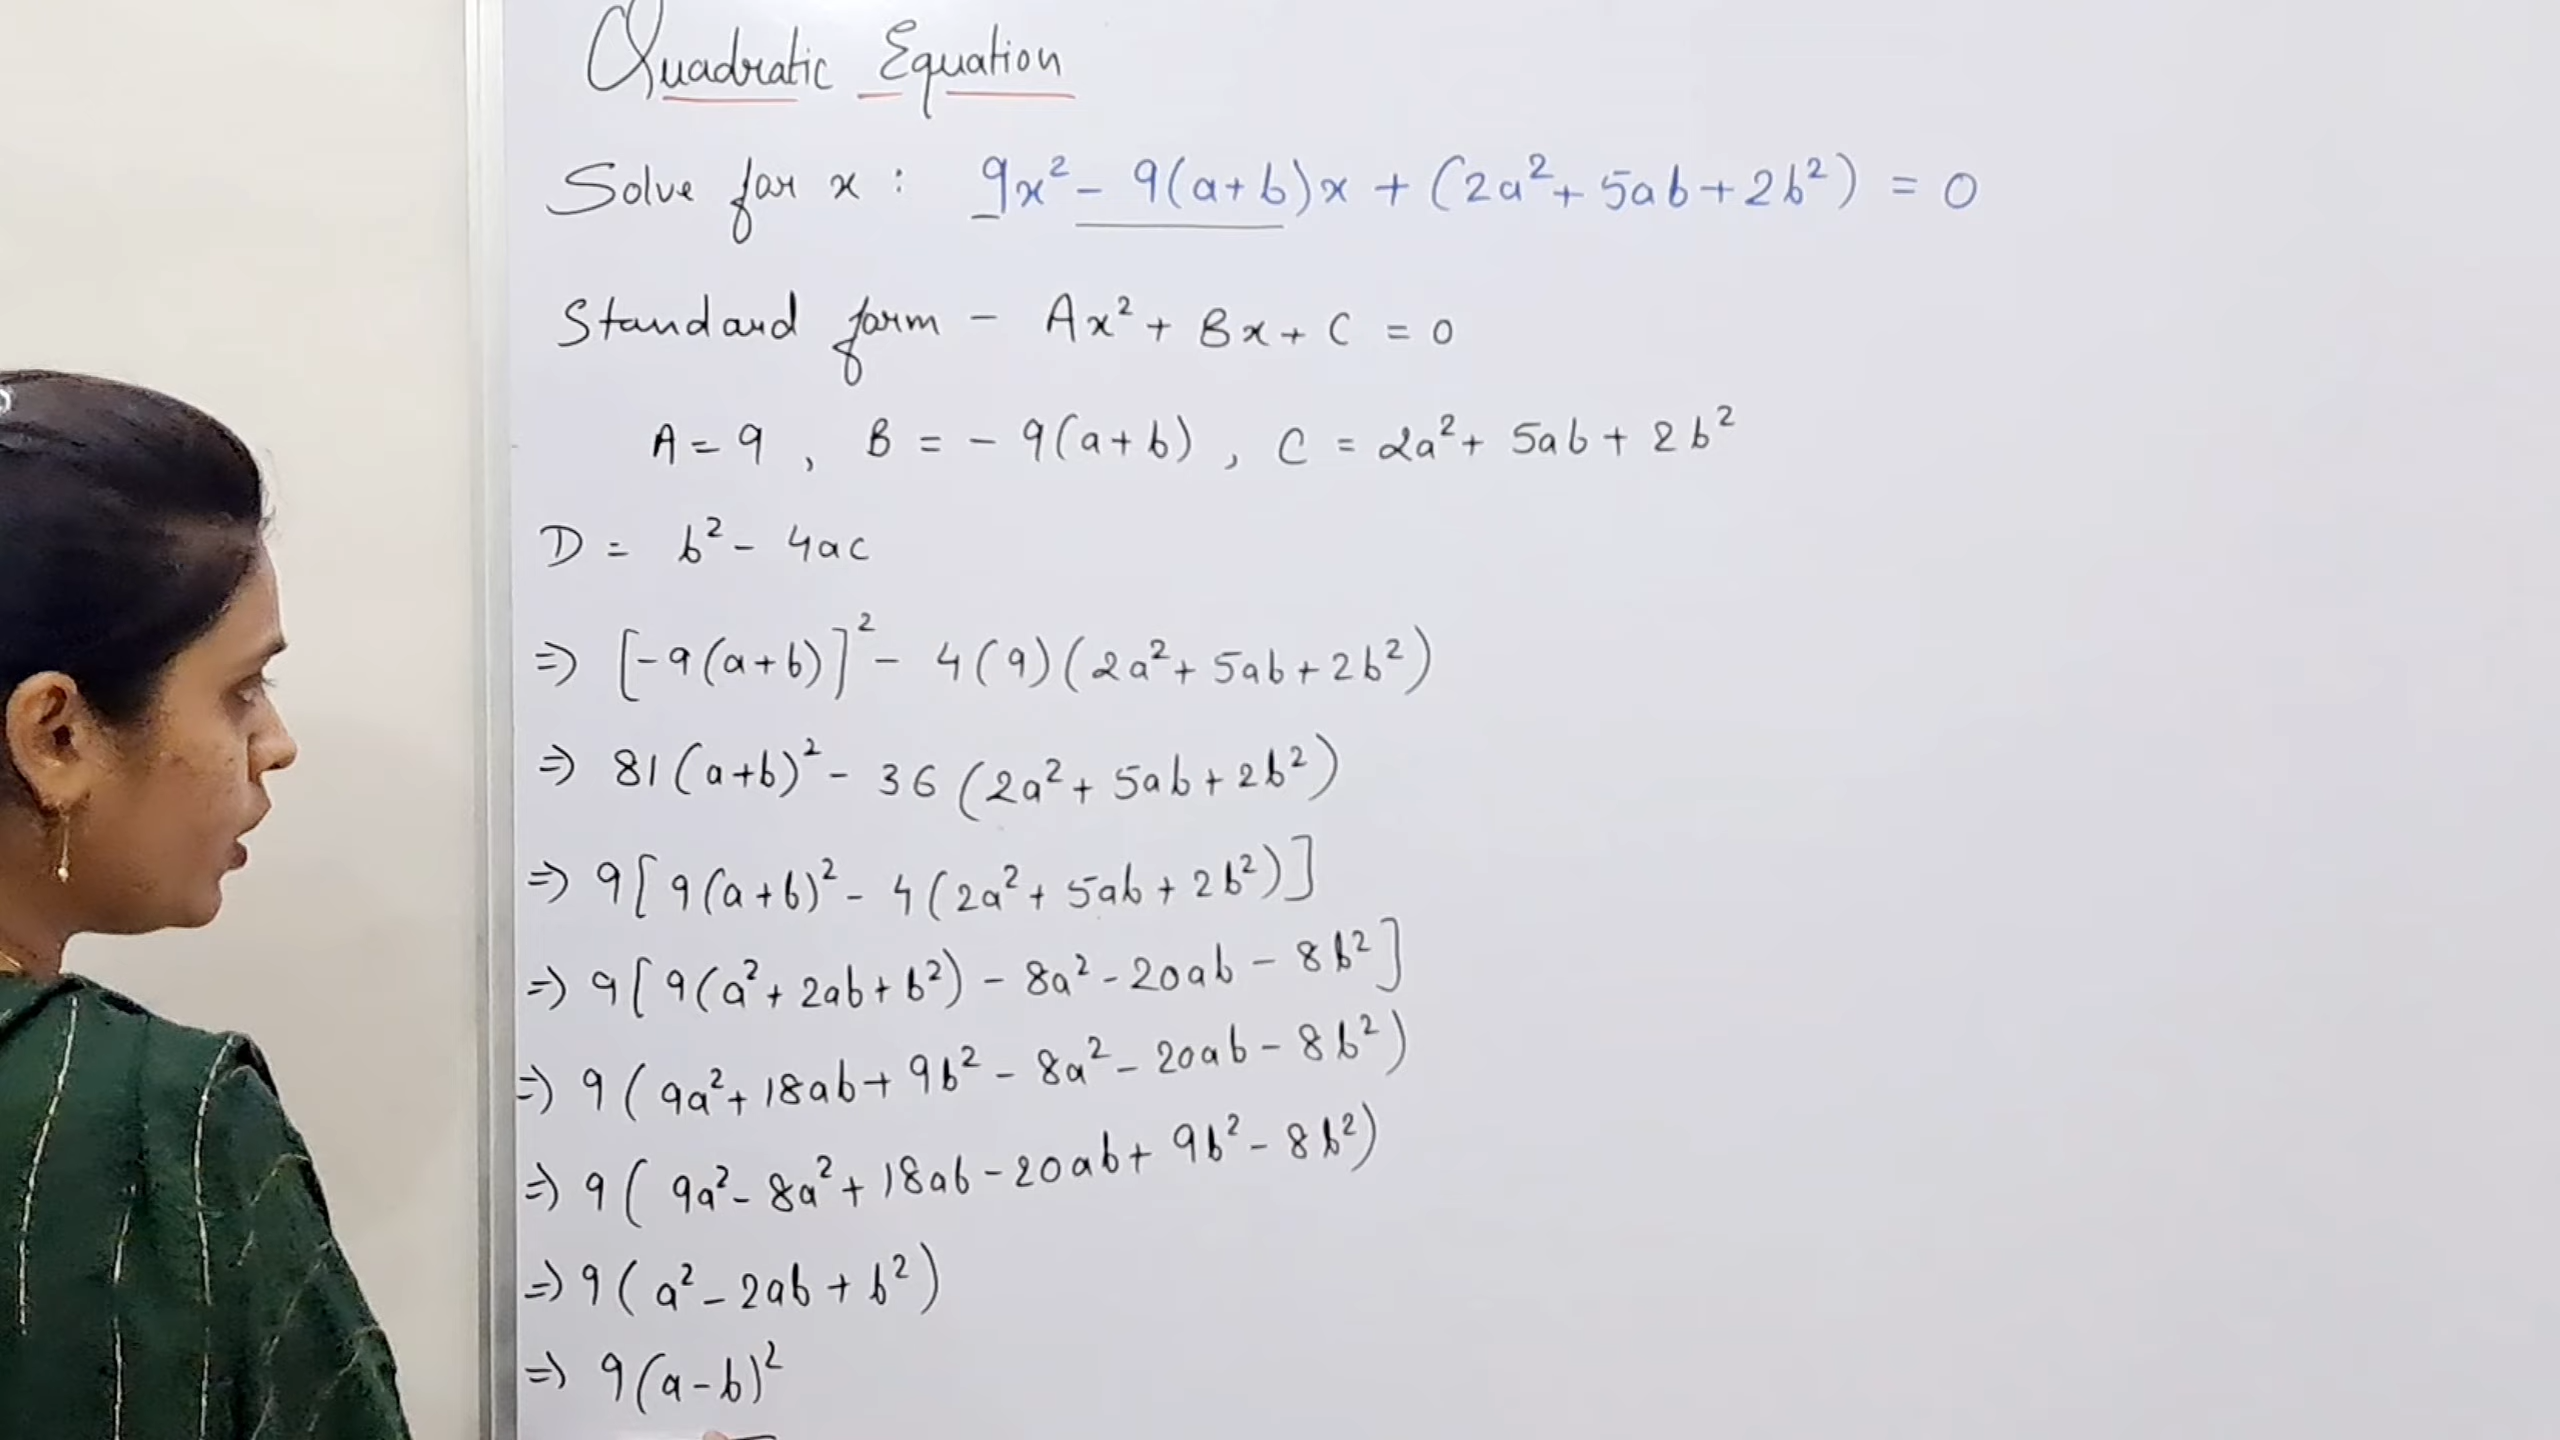 Quadratic Equation
Solve for x : 9x² - 9(a+b)x + (2a² + 5ab + 2b²) = 0
Standard form - Ax² + Bx + C = 0
A = 9 , B = - 9(a+b) , C = 2a² + 5ab + 2b²
D = b² - 4ac
⇒ [-9(a+b)]² - 4(9)(2a² + 5ab + 2b²)
⇒ 81(a+b)² - 36(2a² + 5ab + 2b²)
⇒ 9[9(a+b)² - 4(2a² + 5ab + 2b²)]
⇒ 9[9(a² + 2ab + b²) - 8a² - 20ab - 8b²]
⇒ 9(9a² + 18ab + 9b² - 8a² - 20ab - 8b²)
⇒ 9(9a² - 8a² + 18ab - 20ab + 9b² - 8b²)
⇒ 9(a² - 2ab + b²)
⇒ 9(a-b)²